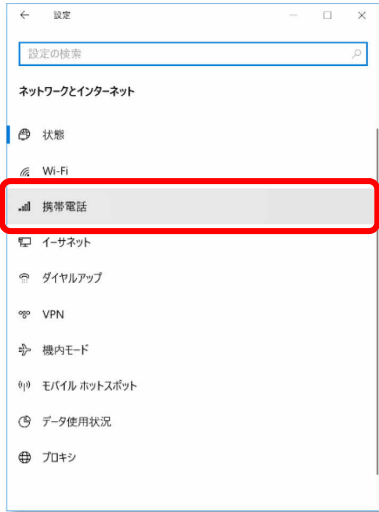 設定
設定の検索
ネットワークとインターネット
状態
Wi-Fi
携帯電話
イーサネット
ダイヤルアップ
VPN
機内モード
モバイル ホットスポット
データ使用状況
プロキシ